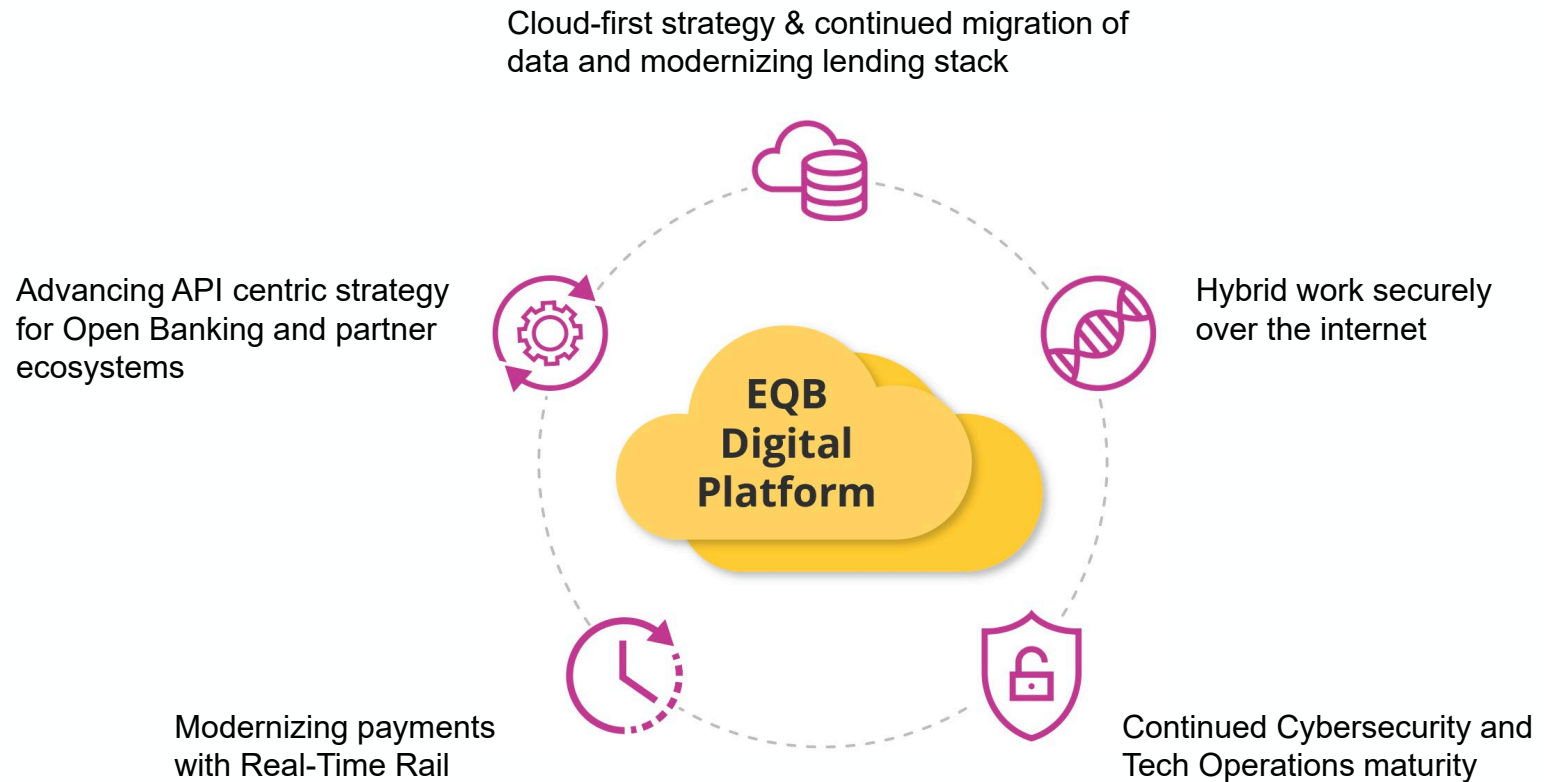 Cloud-first strategy & continued migration of
data and modernizing lending stack
Advancing API centric strategy
for Open Banking and partner
ecosystems
Hybrid work securely
over the internet
EQB
Digital
Platform
Modernizing payments
with Real-Time Rail
Continued Cybersecurity and
Tech Operations maturity